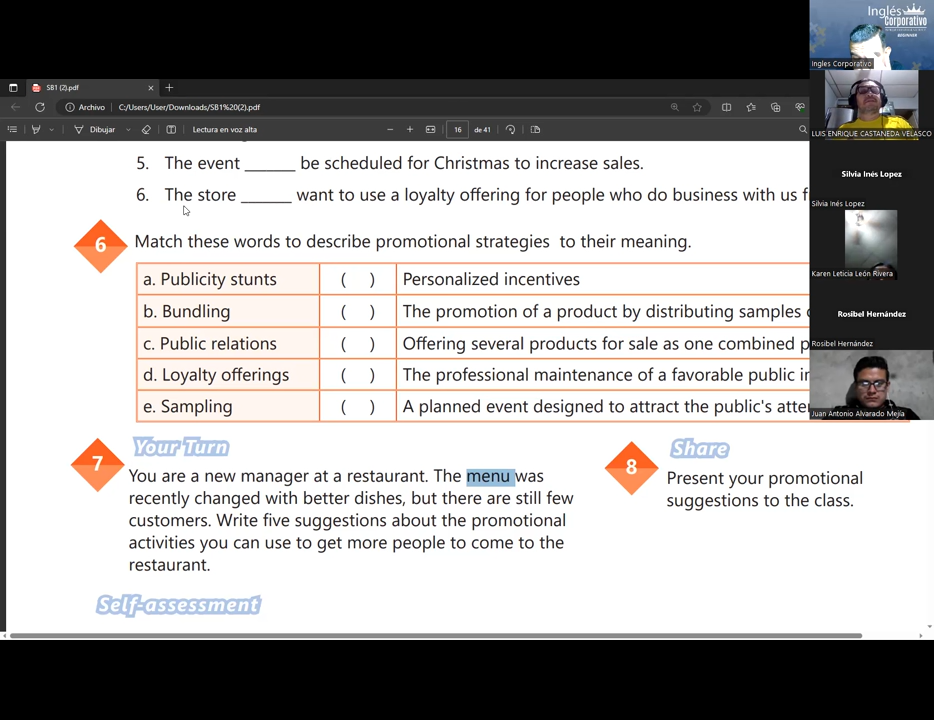 Inglés
Corporativo
BEGINNER
Ingles Corporativo
SB1 (2).pdf
Archivo C:/Users/User/Downloads/SB1%20(2).pdf
Dibujar Lectura en voz alta 16 de 41
LUIS ENRIQUE CASTANEDA VELASCO
Silvia Inés Lopez
Silvia Inés Lopez
Karen Leticia León Rivera
Rosibel Hernández
Rosibel Hernández
Juan Antonio Alvarado Mejía
5. The event ______ be scheduled for Christmas to increase sales.
6. The store ______ want to use a loyalty offering for people who do business with us f
6 Match these words to describe promotional strategies to their meaning.
a. Publicity stunts ( ) Personalized incentives
b. Bundling ( ) The promotion of a product by distributing samples
c. Public relations ( ) Offering several products for sale as one combined p
d. Loyalty offerings ( ) The professional maintenance of a favorable public i
e. Sampling ( ) A planned event designed to attract the public's atte
Your Turn
7
You are a new manager at a restaurant. The menu was
recently changed with better dishes, but there are still few
customers. Write five suggestions about the promotional
activities you can use to get more people to come to the
restaurant.
Share
8
Present your promotional
suggestions to the class.
Self-assessment